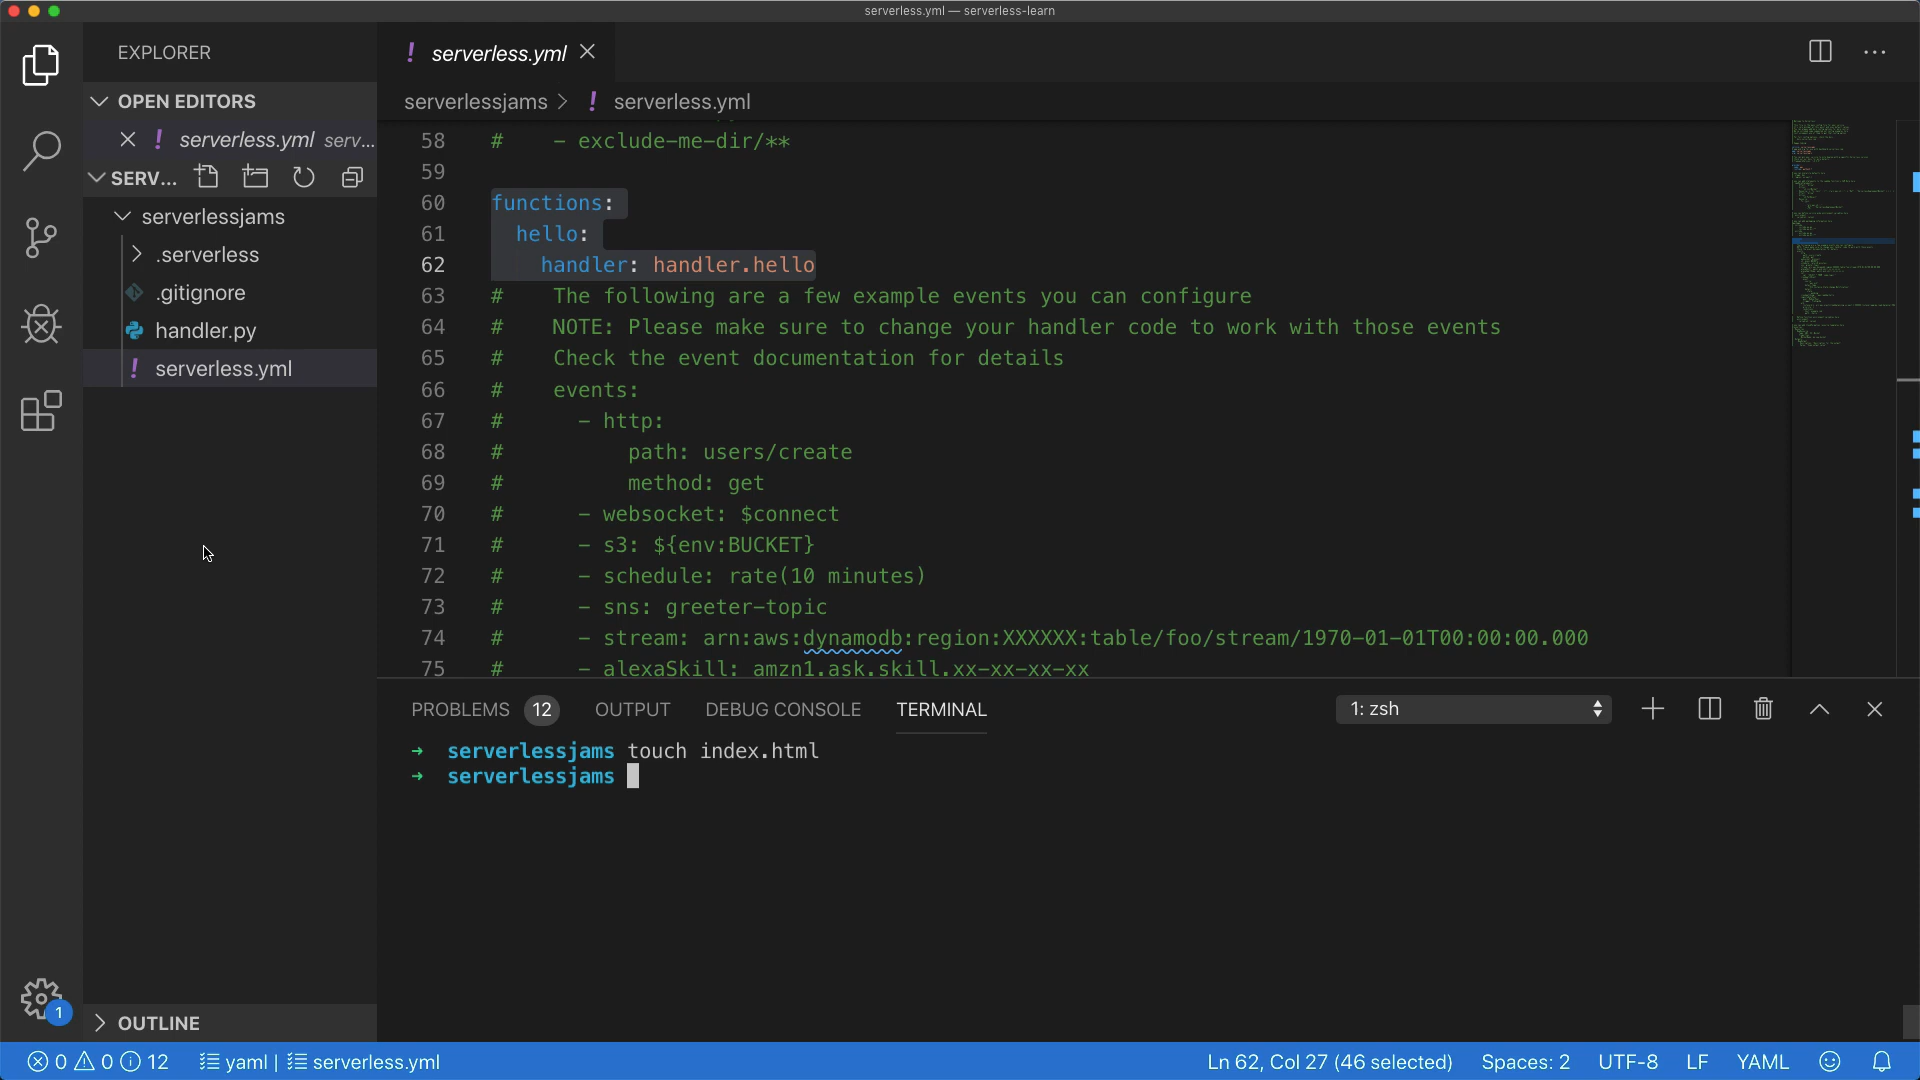 serverless.yml — serverless-learn
EXPLORER
OPEN EDITORS
serverless.yml serv...
SERV...
serverlessjams
.serverless
.gitignore
handler.py
serverless.yml
OUTLINE
1
serverless.yml
serverlessjams > serverless.yml
58 #    - exclude-me-dir/**
59
60 functions:
61   hello:
62     handler: handler.hello
63 #    The following are a few example events you can configure
64 #    NOTE: Please make sure to change your handler code to work with those events
65 #    Check the event documentation for details
66 #    events:
67 #      - http:
68 #          path: users/create
69 #          method: get
70 #      - websocket: $connect
71 #      - s3: ${env:BUCKET}
72 #      - schedule: rate(10 minutes)
73 #      - sns: greeter-topic
74 #      - stream: arn:aws:dynamodb:region:XXXXXX:table/foo/stream/1970-01-01T00:00:00.000
75 #      - alexaSkill: amzn1.ask.skill.xx-xx-xx-xx
PROBLEMS 12 OUTPUT DEBUG CONSOLE TERMINAL 1: zsh
→ serverlessjams touch index.html
→ serverlessjams
0 0 12 yaml | serverless.yml Ln 62, Col 27 (46 selected) Spaces: 2 UTF-8 LF YAML